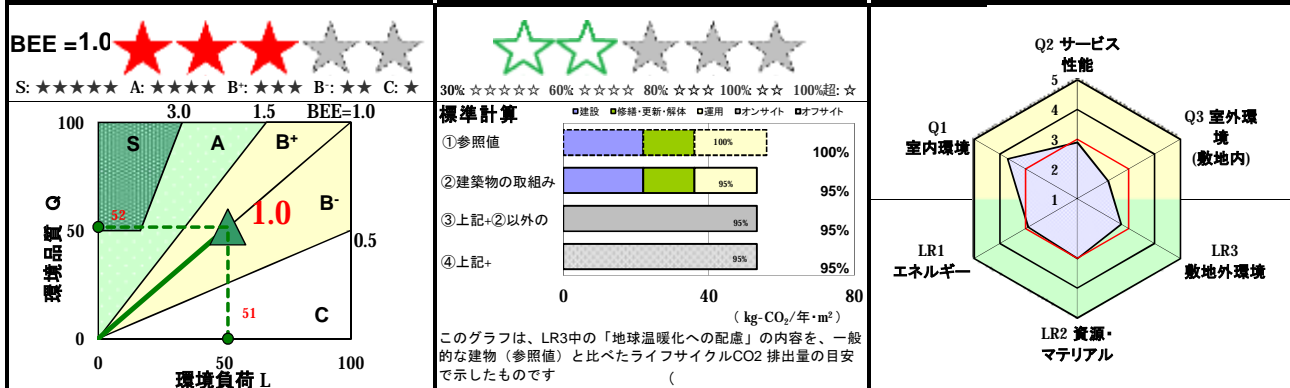 BEE =1.0
S: ★★★★★ A: ★★★★ B⁺: ★★★ B⁻: ★★ C: ★
3.0 1.5 BEE=1.0
100
S
A
B⁺
B⁻
環境品質 Q
52
1.0
50
0.5
51
C
0
0 50 100
環境負荷 L
30% ☆☆☆☆☆ 60% ☆☆☆☆ 80% ☆☆☆ 100% ☆☆ 100%超: ☆
標準計算
建設 修繕・更新・解体 運用 オンサイト オフサイト
①参照値 100% 100%
②建築物の取組み 95% 95%
③上記+②以外の 95% 95%
④上記+ 95% 95%
0 40 80
( kg-CO₂/年・m² )
このグラフは、LR3中の「地球温暖化への配慮」の内容を、一般
的な建物(参照値)と比べたライフサイクルCO2 排出量の目安
で示したものです (
Q2 サービス
性能
5
4
3
2
1
Q1
室内環境
Q3 室外環
境
(敷地内)
LR1
エネルギー
LR3
敷地外環境
LR2 資源・
マテリアル